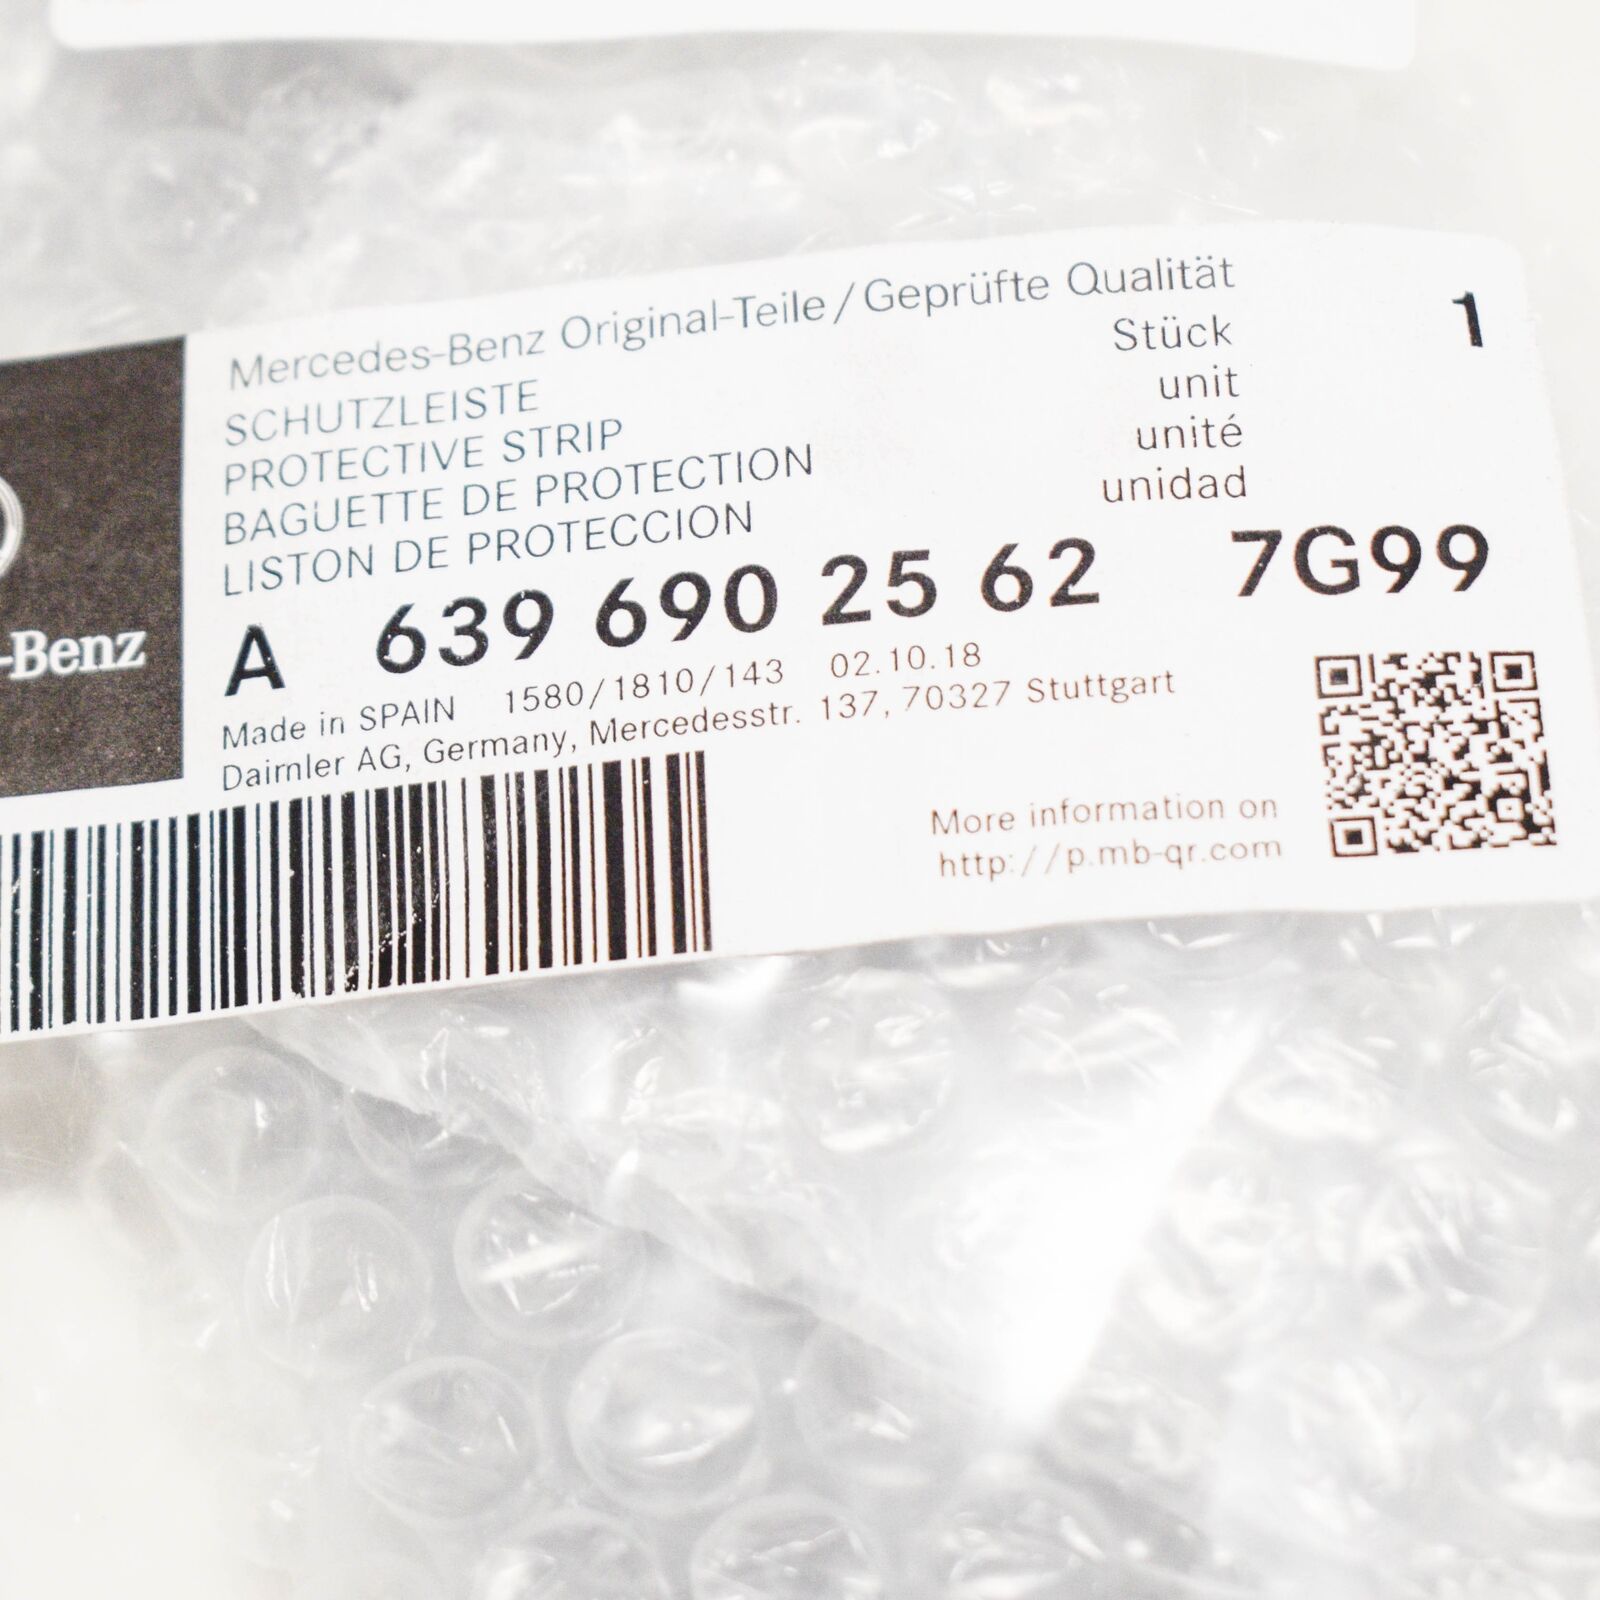 Mercedes-Benz Original-Teile/Geprüfte Qualität
SCHUTZLEISTE
PROTECTIVE STRIP
BAGUETTE DE PROTECTION
LISTON DE PROTECCION
Stück 1
unit
unité
unidad
A 639 690 25 62 7G99
Made in SPAIN 1580/1810/143 02.10.18
Daimler AG, Germany, Mercedesstr. 137, 70327 Stuttgart
-Benz
More information on
http://p.mb-qr.com